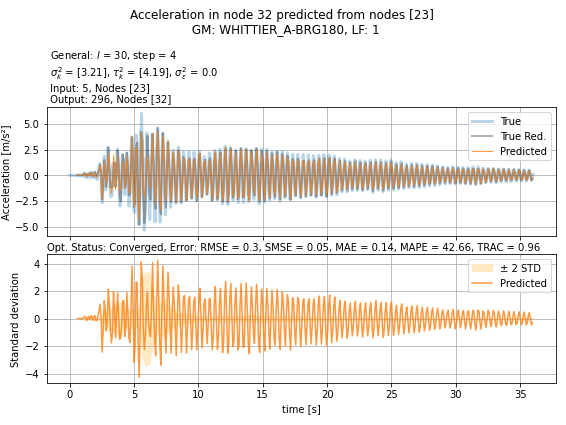 Acceleration in node 32 predicted from nodes [23]
GM: WHITTIER_A-BRG180, LF: 1
General: l = 30, step = 4
σ²ₖ = [3.21], τ²ₖ = [4.19], σ²ε = 0.0
Input: 5, Nodes [23]
Output: 296, Nodes [32]
Acceleration [m/s²]
5.0
2.5
0.0
−2.5
−5.0
True
True Red.
Predicted
Opt. Status: Converged, Error: RMSE = 0.3, SMSE = 0.05, MAE = 0.14, MAPE = 42.66, TRAC = 0.96
Standard deviation
4
2
0
−2
−4
± 2 STD
Predicted
0 5 10 15 20 25 30 35
time [s]